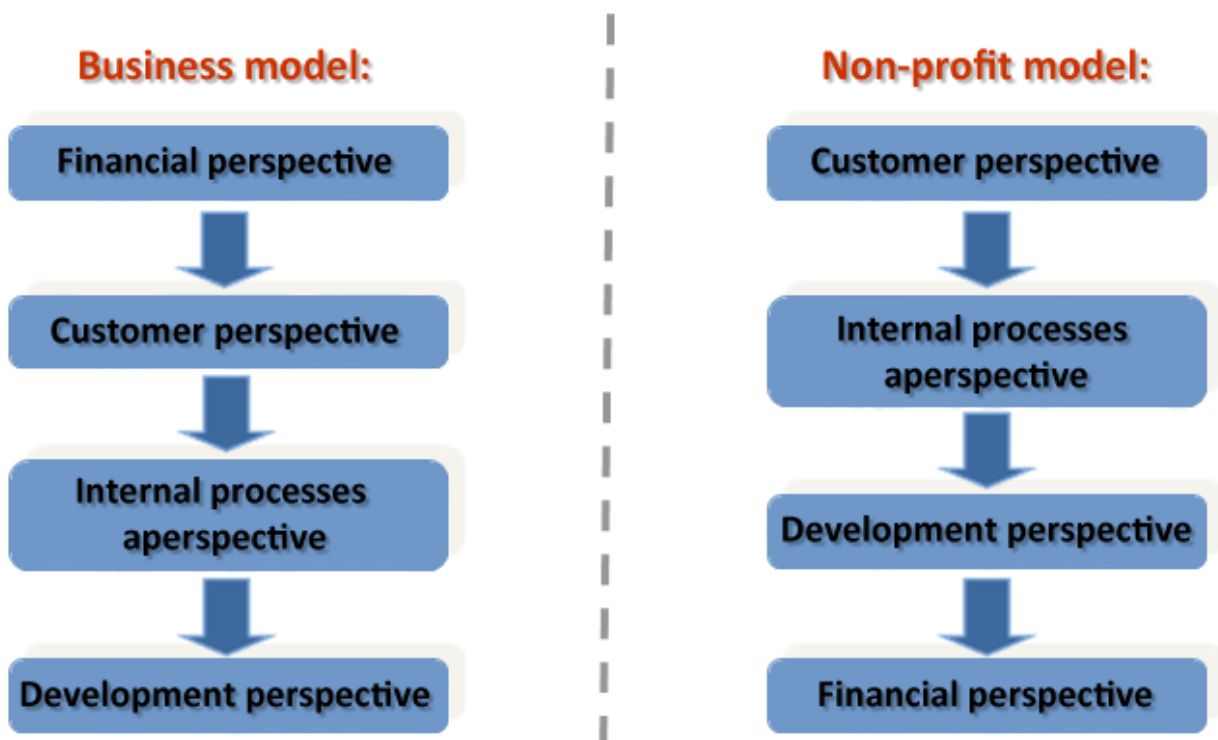 Business model:
Financial perspective
Customer perspective
Internal processes
aperspective
Development perspective
Non-profit model:
Customer perspective
Internal processes
aperspective
Development perspective
Financial perspective